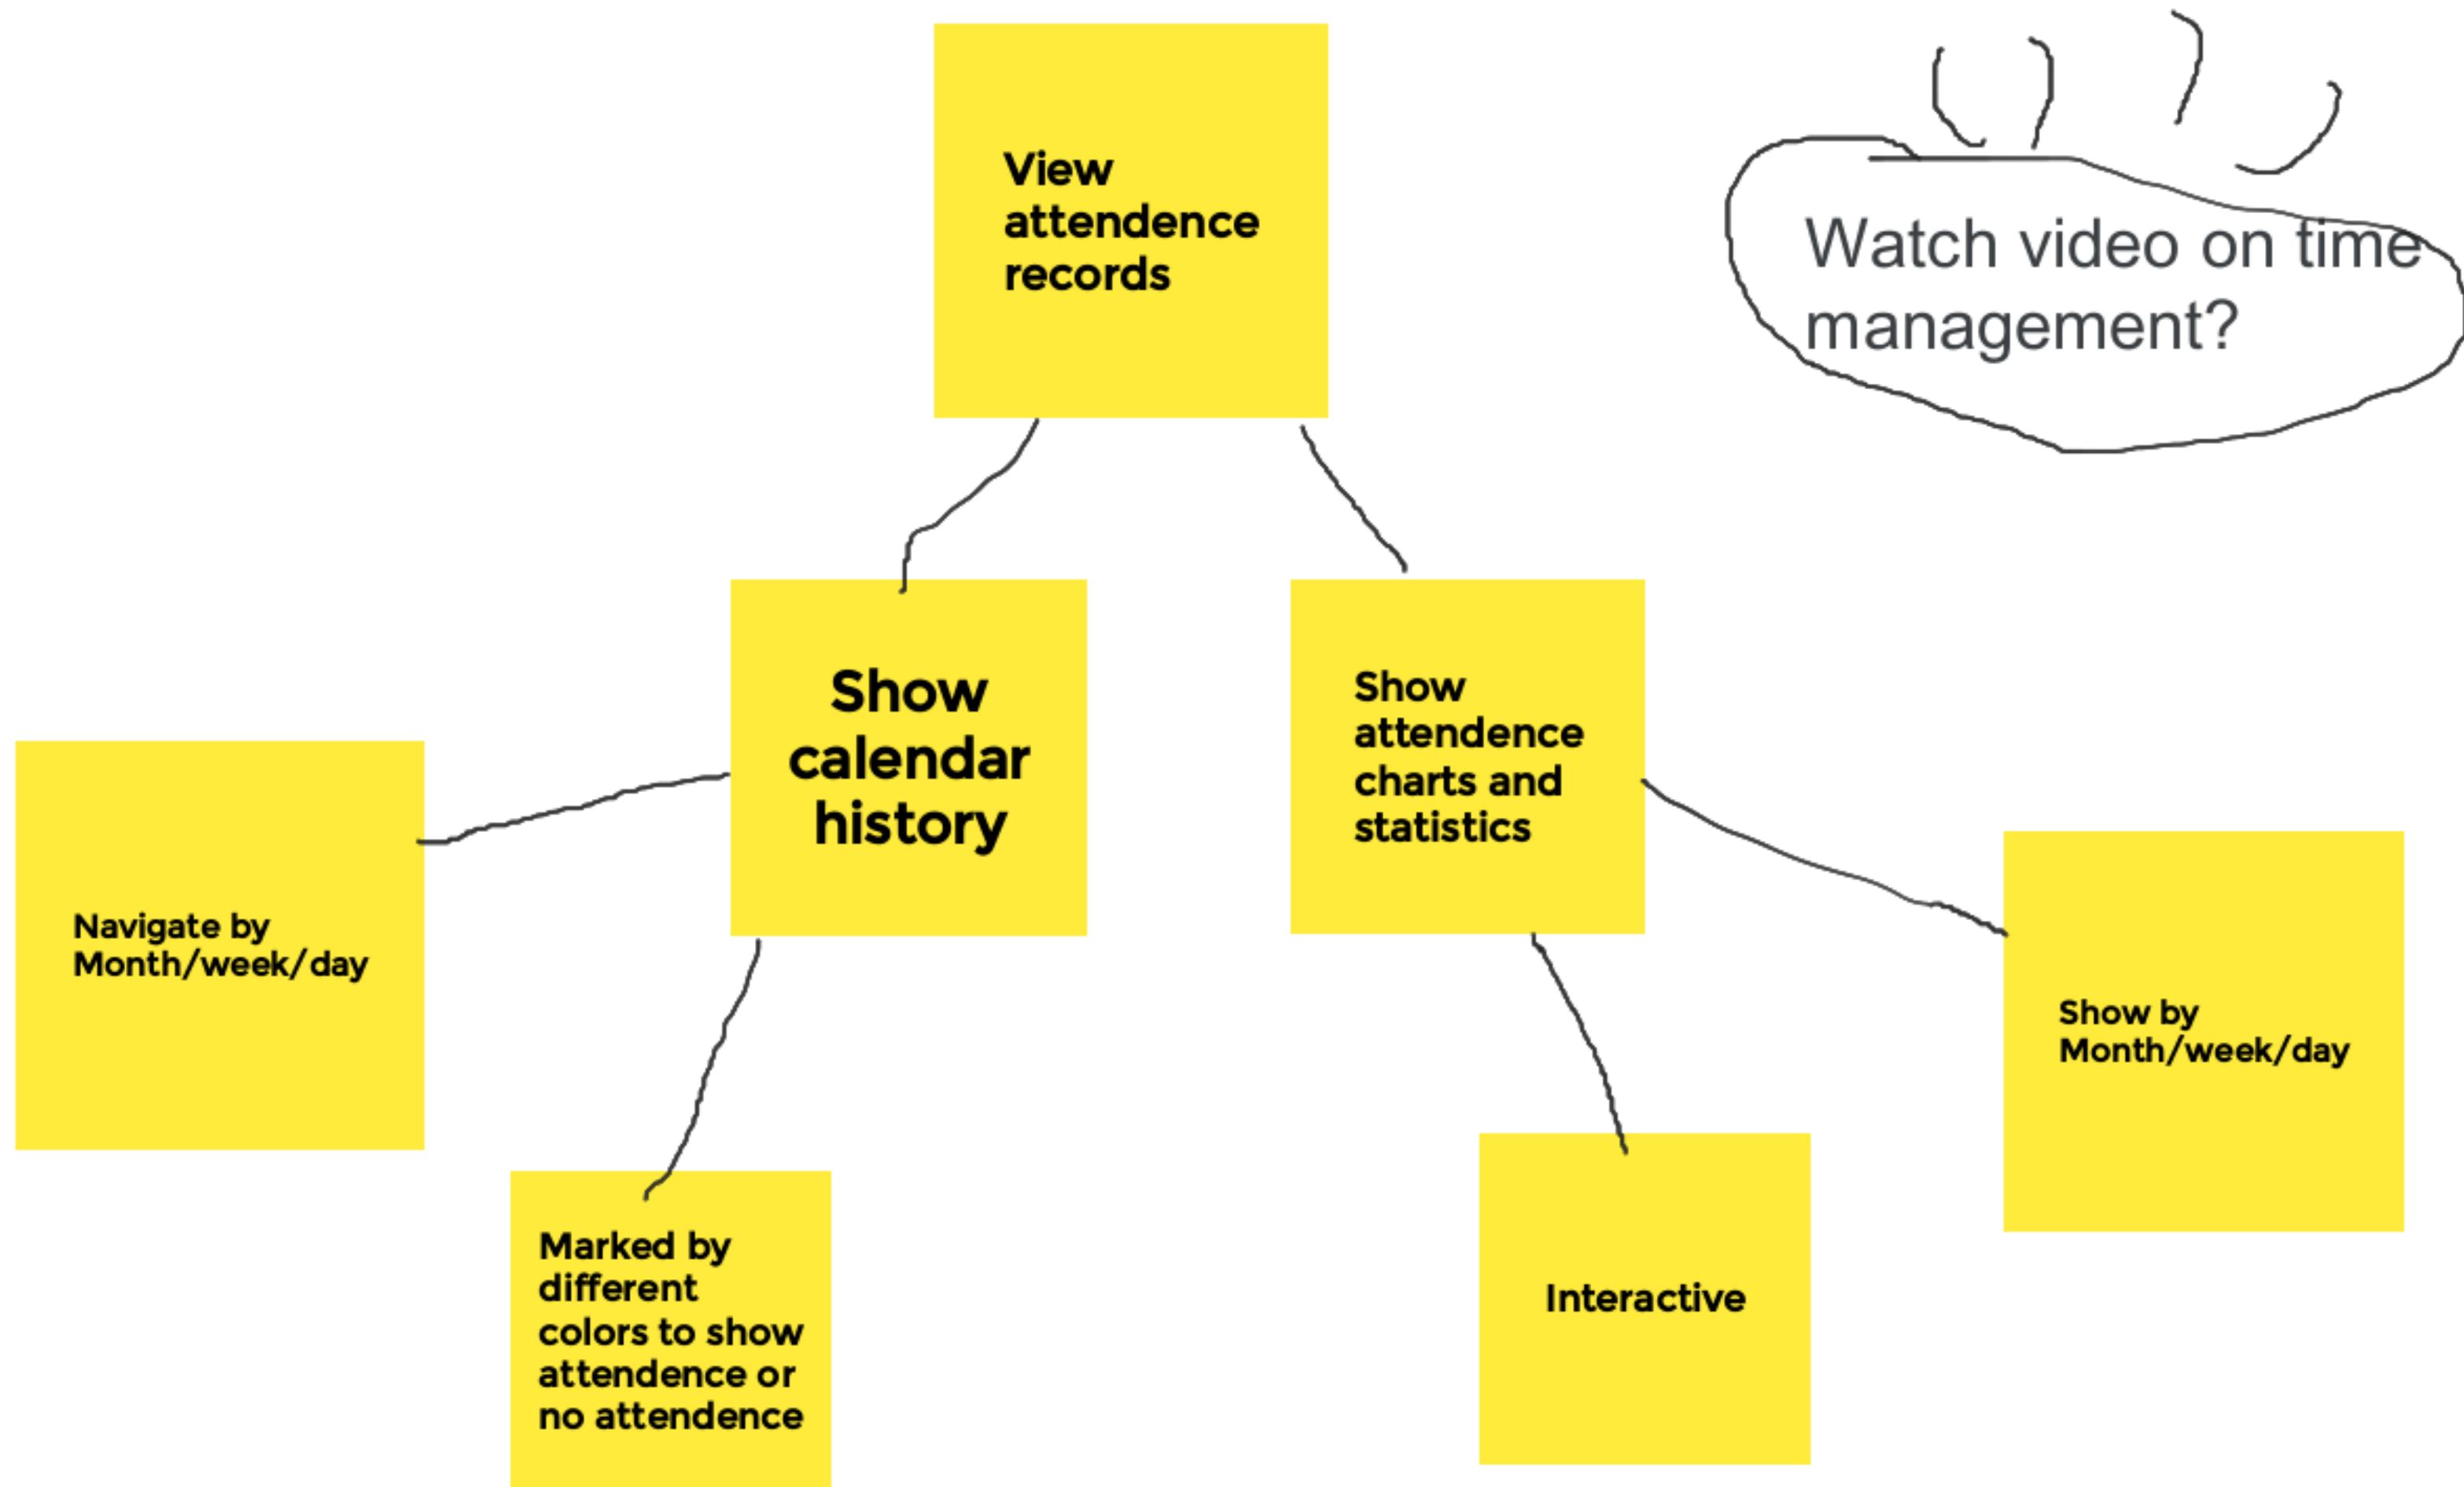 View
attendence
records
Watch video on time
management?
Show
calendar
history
Show
attendence
charts and
statistics
Navigate by
Month/week/day
Show by
Month/week/day
Marked by
different
colors to show
attendence or
no attendence
Interactive